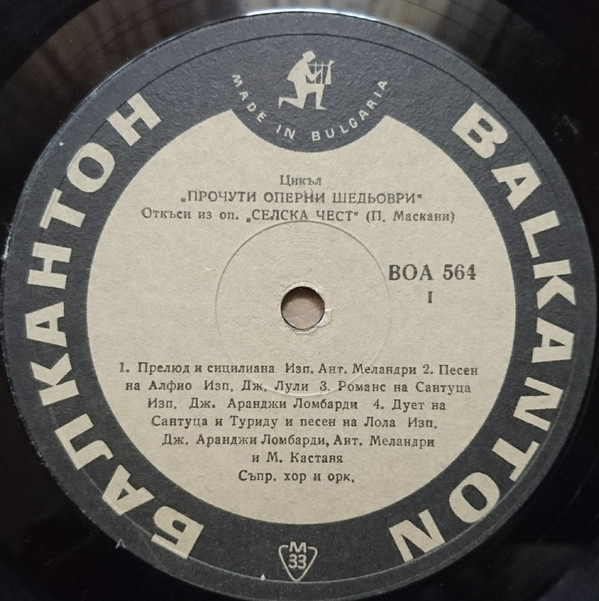 MADE IN BULGARIA
БАЛКАНТОН
BALKANTON
Цикъл
„ПРОЧУТИ ОПЕРНИ ШЕДЬОВРИ"
Откъси из оп. „СЕЛСКА ЧЕСТ" (П. Маскани)
ВОА 564
I
1. Прелюд и сицилиана Изп. Ант. Меландри 2. Песен
на Алфио Изп. Дж. Лули 3. Романс на Сантуца
Изп. Дж. Аранджи Ломбарди 4. Дует на
Сантуца и Туриду и песен на Лола Изп.
Дж. Аранджи Ломбарди, Ант. Меландри
и М. Каставя
Съпр. хор и орк.
M
33